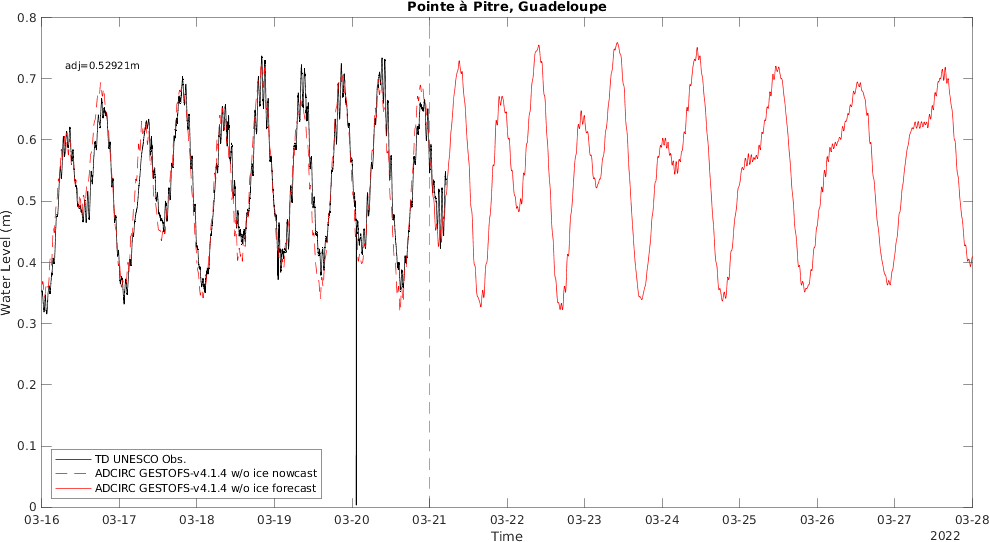 Pointe à Pitre, Guadeloupe
adj=0.52921m
Water Level (m)
0.8
0.7
0.6
0.5
0.4
0.3
0.2
0.1
0
TD UNESCO Obs.
ADCIRC GESTOFS-v4.1.4 w/o ice nowcast
ADCIRC GESTOFS-v4.1.4 w/o ice forecast
03-16 03-17 03-18 03-19 03-20 03-21 03-22 03-23 03-24 03-25 03-26 03-27 03-28
Time
2022